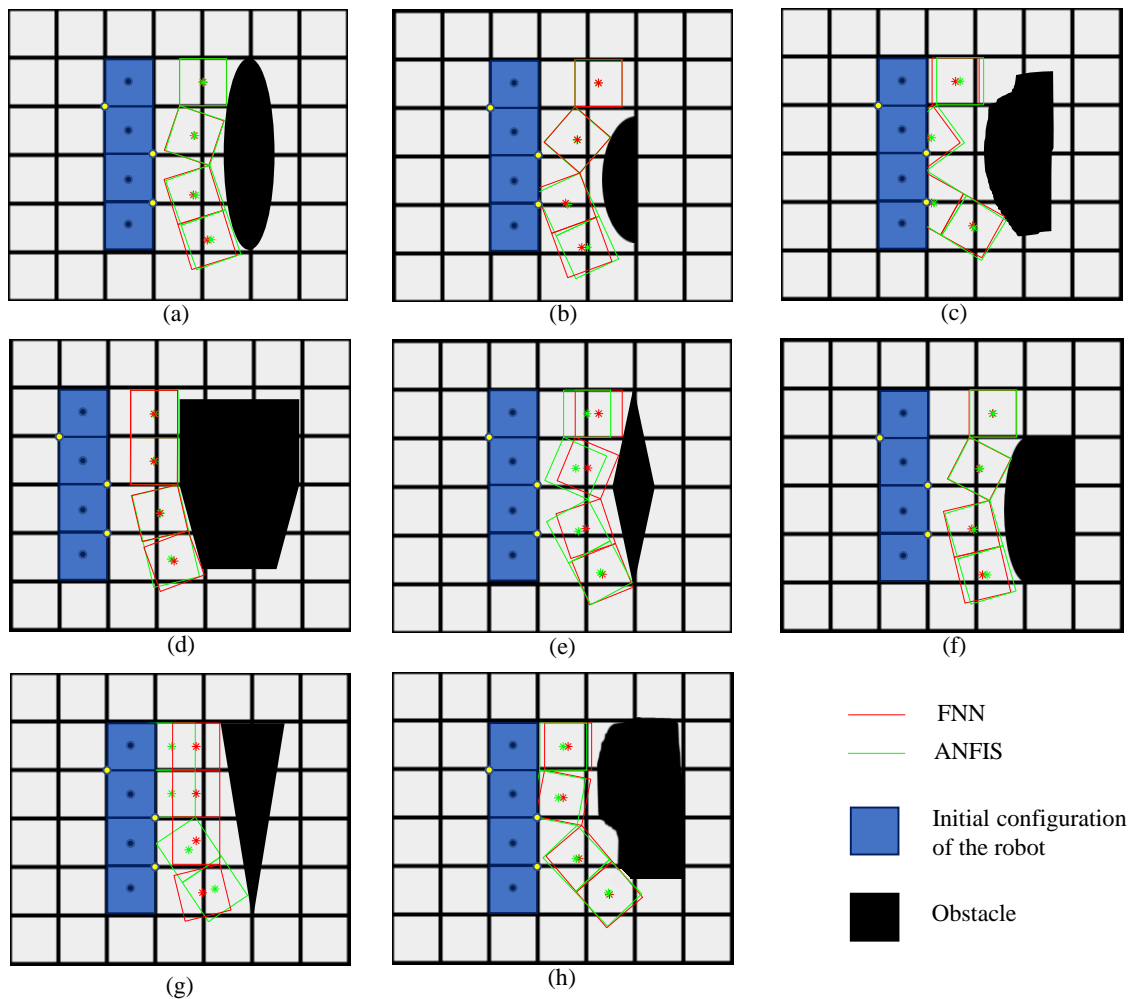 (a)
(b)
(c)
(d)
(e)
(f)
FNN
ANFIS
Initial configuration
of the robot
Obstacle
(g)
(h)